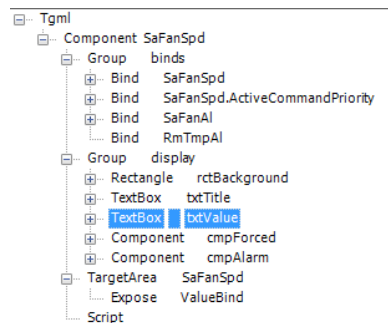 Tgml
Component SaFanSpd
Group binds
Bind SaFanSpd
Bind SaFanSpd.ActiveCommandPriority
Bind SaFanAl
Bind RmTmpAl
Group display
Rectangle rctBackground
TextBox txtTitle
TextBox txtValue
Component cmpForced
Component cmpAlarm
TargetArea SaFanSpd
Expose ValueBind
Script